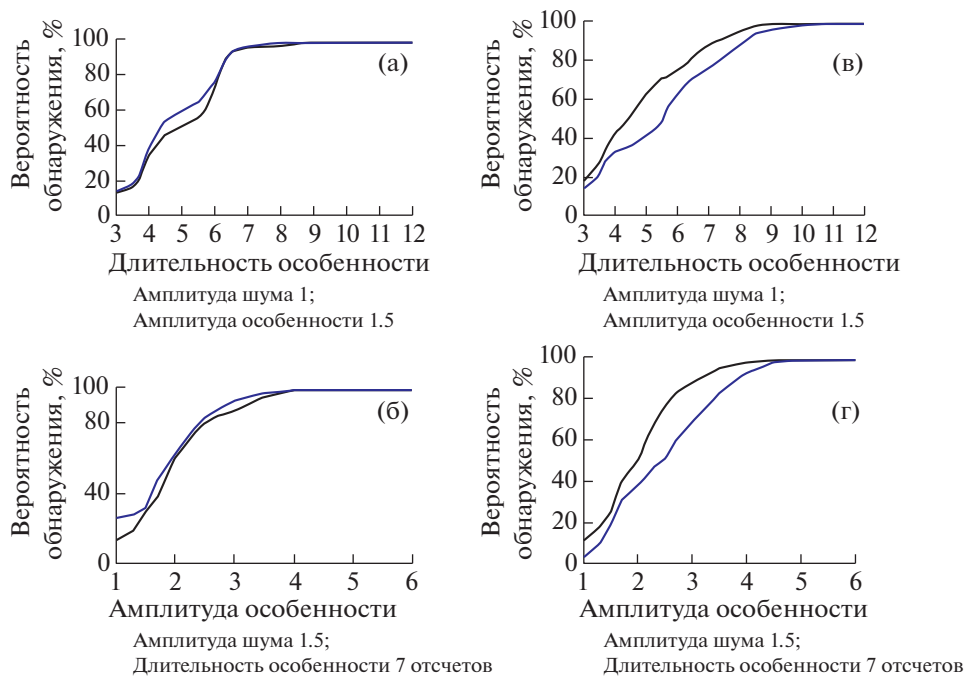 Вероятность
обнаружения, %
100
80
60
40
20
0
(а)
3 4 5 6 7 8 9 10 11 12
Длительность особенности
Амплитуда шума 1;
Амплитуда особенности 1.5
Вероятность
обнаружения, %
100
80
60
40
20
0
(в)
3 4 5 6 7 8 9 10 11 12
Длительность особенности
Амплитуда шума 1;
Амплитуда особенности 1.5
Вероятность
обнаружения, %
100
80
40
0
(б)
1 2 3 4 5 6
Амплитуда особенности
Амплитуда шума 1.5;
Длительность особенности 7 отсчетов
Вероятность
обнаружения, %
100
80
60
40
20
0
(г)
1 2 3 4 5 6
Амплитуда особенности
Амплитуда шума 1.5;
Длительность особенности 7 отсчетов